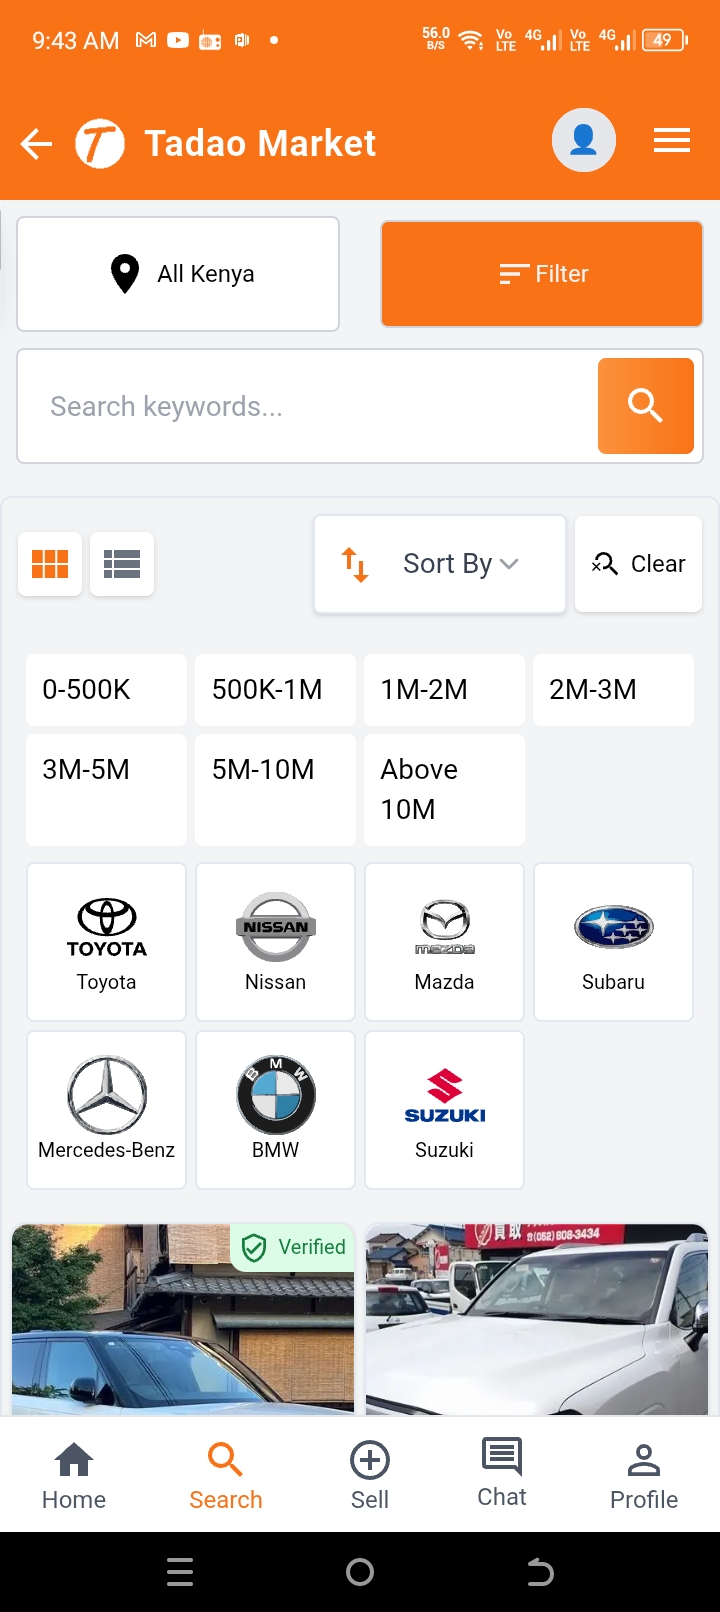 9:43 AM
56.0 B/S
Vo LTE 4G Vo LTE 4G 49
Tadao Market
All Kenya
Filter
Search keywords...
Sort By
Clear
0-500K 500K-1M 1M-2M 2M-3M
3M-5M 5M-10M Above
10M
TOYOTA NISSAN mazda
Toyota Nissan Mazda Subaru
BMW SUZUKI
Mercedes-Benz BMW Suzuki
Verified
買取
☎(052) 608-3434
Home Search Sell Chat Profile